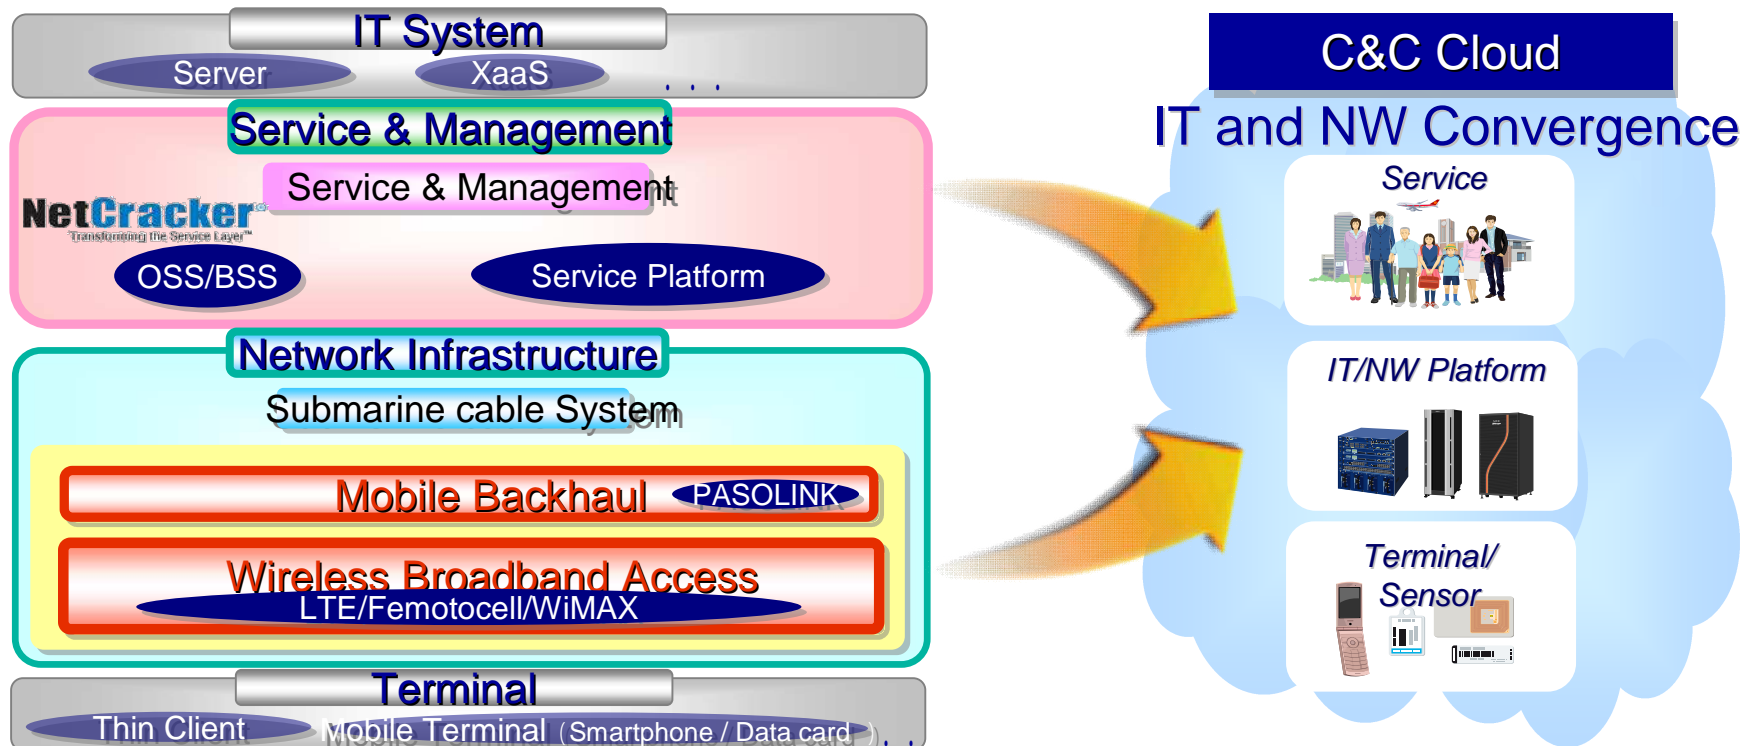 IT System
Server
XaaS
. . .
Service & Management
Service & Management
NetCracker
Transforming the Service Layer™
OSS/BSS
Service Platform
Network Infrastructure
Submarine cable System
Mobile Backhaul
PASOLINK
Wireless Broadband Access
LTE/Femotocell/WiMAX
Terminal
Thin Client
Mobile Terminal (Smartphone / Data card ). .
C&C Cloud
IT and NW Convergence
Service
IT/NW Platform
Terminal/
Sensor